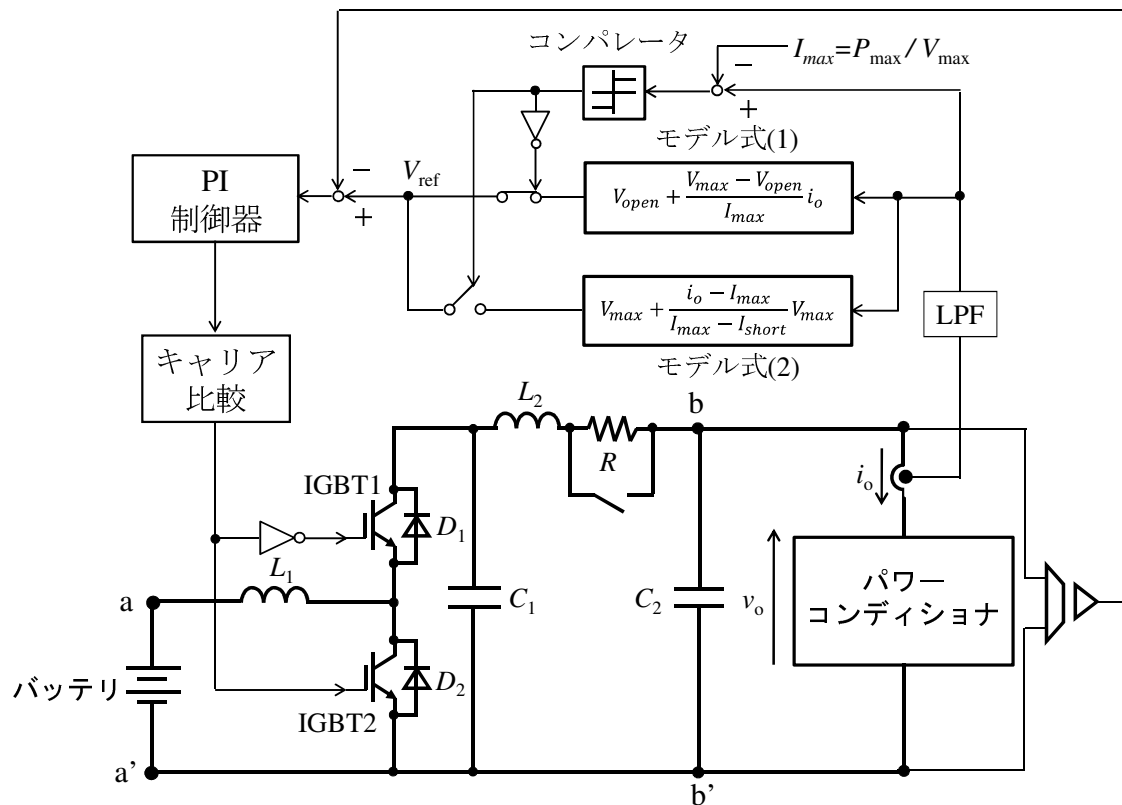 コンパレータ
I_max=P_max / V_max
−
+
モデル式(1)
V_open + (V_max − V_open) / I_max i_o
V_ref
−
+
PI
制御器
V_max + (i_o − I_max) / (I_max − I_short) V_max
モデル式(2)
LPF
キャリア
比較
L_2
R
b
i_o
IGBT1
D_1
L_1
a
C_1
C_2
v_o
パワー
コンディショナ
バッテリ
D_2
IGBT2
a’
b’